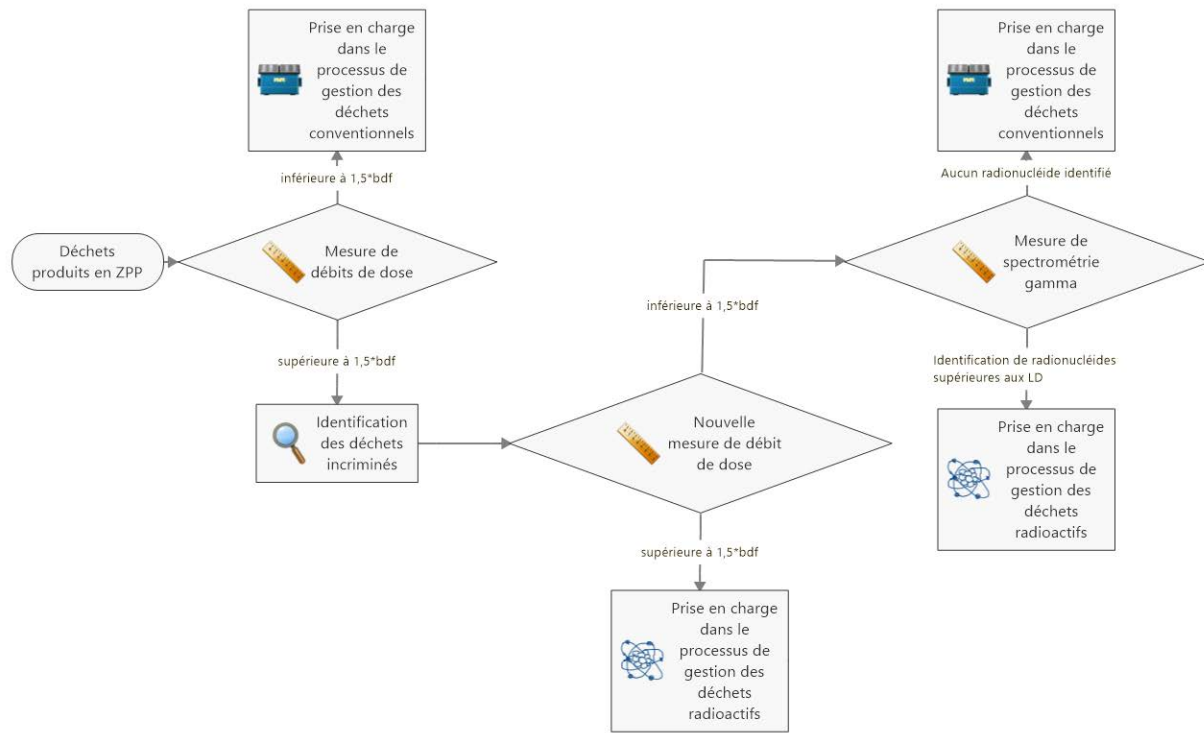 Prise en charge
dans le
processus de
gestion des
déchets
conventionnels
inférieure à 1,5*bdf
Déchets
produits en ZPP
Mesure de
débits de dose
supérieure à 1,5*bdf
Identification
des déchets
incriminés
Nouvelle
mesure de débit
de dose
supérieure à 1,5*bdf
Prise en charge
dans le
processus de
gestion des
déchets
radioactifs
inférieure à 1,5*bdf
Mesure de
spectrométrie
gamma
Aucun radionucléide identifié
Prise en charge
dans le
processus de
gestion des
déchets
conventionnels
Identification de radionucléides
supérieures aux LD
Prise en charge
dans le
processus de
gestion des
déchets
radioactifs